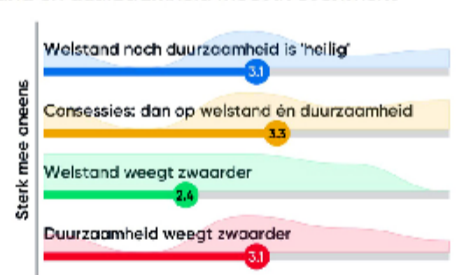 Welstand noch duurzaamheid is 'heilig'
3.1
Consessies: dan op welstand én duurzaamheid
3.3
Welstand weegt zwaarder
2.4
Duurzaamheid weegt zwaarder
3.1
Sterk mee aneens